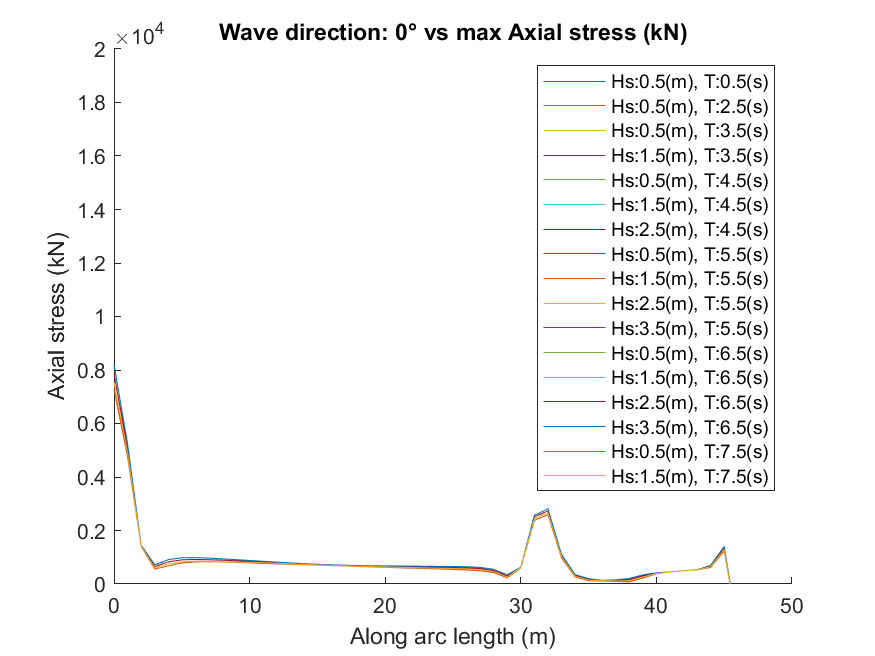 Wave direction: 0° vs max Axial stress (kN)
×10⁴
2
1.8
1.6
1.4
1.2
1
0.8
0.6
0.4
0.2
0
Axial stress (kN)
Hs:0.5(m), T:0.5(s)
Hs:0.5(m), T:2.5(s)
Hs:0.5(m), T:3.5(s)
Hs:1.5(m), T:3.5(s)
Hs:0.5(m), T:4.5(s)
Hs:1.5(m), T:4.5(s)
Hs:2.5(m), T:4.5(s)
Hs:0.5(m), T:5.5(s)
Hs:1.5(m), T:5.5(s)
Hs:2.5(m), T:5.5(s)
Hs:3.5(m), T:5.5(s)
Hs:0.5(m), T:6.5(s)
Hs:1.5(m), T:6.5(s)
Hs:2.5(m), T:6.5(s)
Hs:3.5(m), T:6.5(s)
Hs:0.5(m), T:7.5(s)
Hs:1.5(m), T:7.5(s)
0 10 20 30 40 50
Along arc length (m)